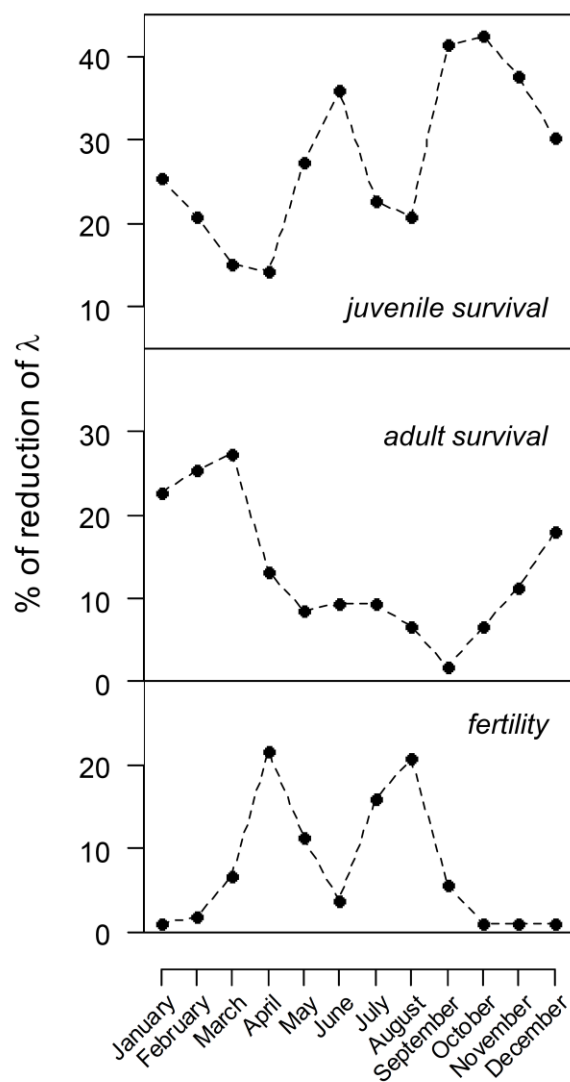 % of reduction of λ
40
30
20
10
juvenile survival
30
20
10
0
adult survival
20
10
0
fertility
January
February
March
April
May
June
July
August
September
October
November
December